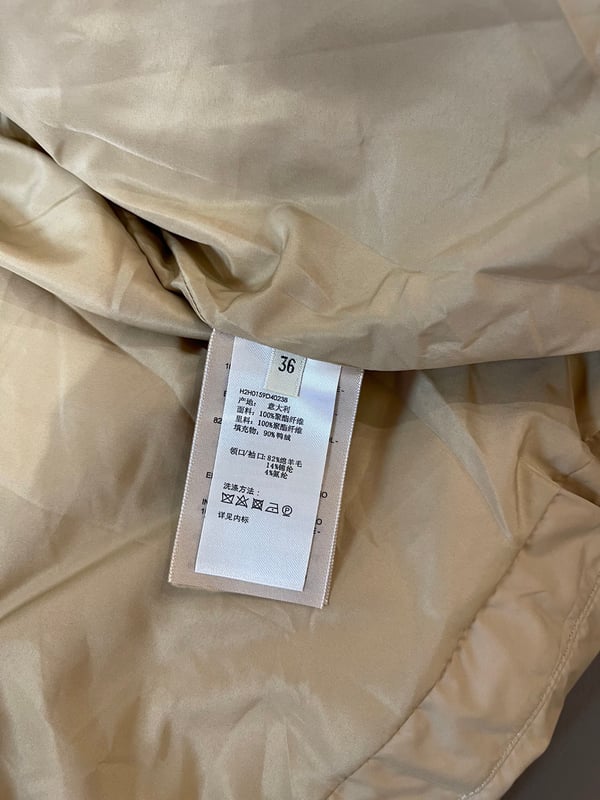 36
H2H0159D40238
产地： 意大利
面料：100%聚酯纤维
里料：100%聚酯纤维
填充物：90%鸭绒
领口/袖口：82%绵羊毛
14%锦纶
4%氨纶
洗涤方法：
详见内标